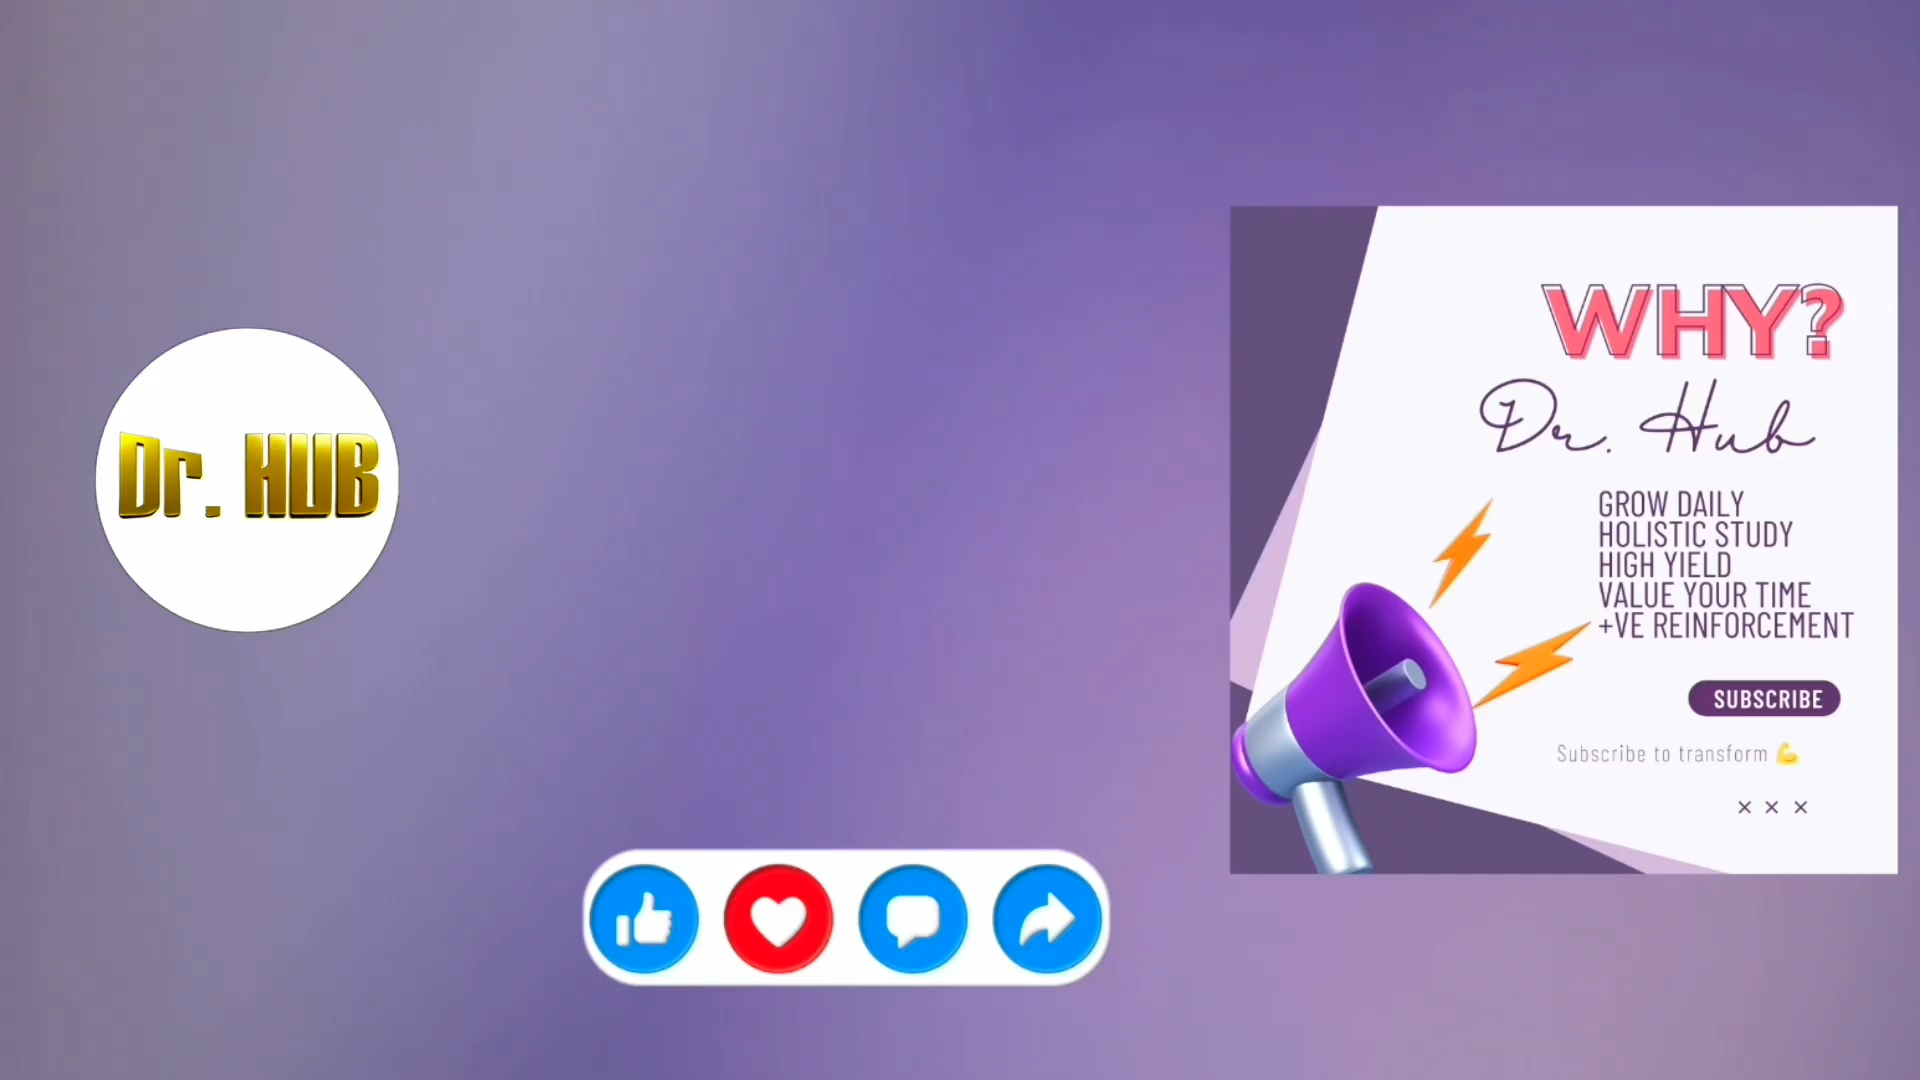 Dr. HUB
WHY?
Dr. Hub
GROW DAILY
HOLISTIC STUDY
HIGH YIELD
VALUE YOUR TIME
+VE REINFORCEMENT
SUBSCRIBE
Subscribe to transform 💪
× × ×